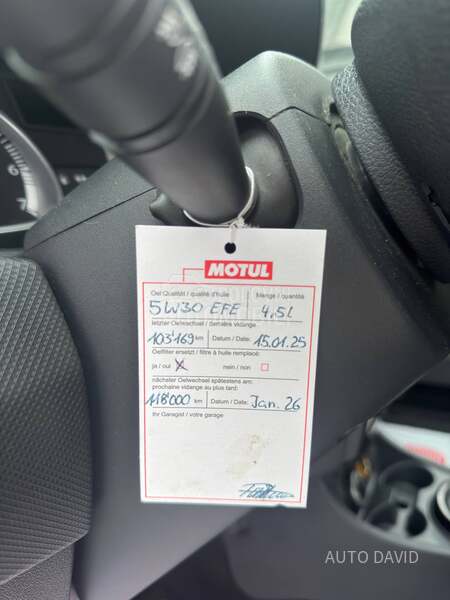 MOTUL
Oel Qualität / qualité d'huile Menge / quantité
5W30 EFE 4,5l
letzter Oelwechsel / dernière vidange
103'169 km Datum / Date: 15.01.25
Oelfilter ersetzt / filtre à huile remplacé:
ja / oui X nein / non
nächster Oelwechsel spätestens am:
prochaine vidange au plus tard:
118'000 km Datum / Date: Jan. 26
Ihr Garagist / votre garage
AUTO DAVID